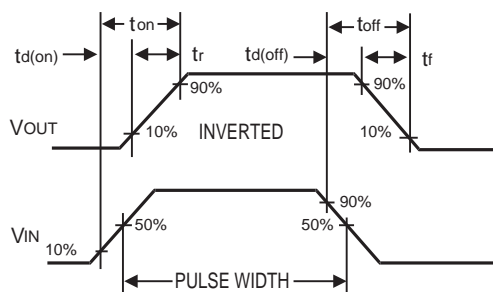 ton toff
td(on) tr td(off) tf
90% 90%
VOUT 10% INVERTED 10%
90%
50% 50%
VIN 10%
PULSE WIDTH